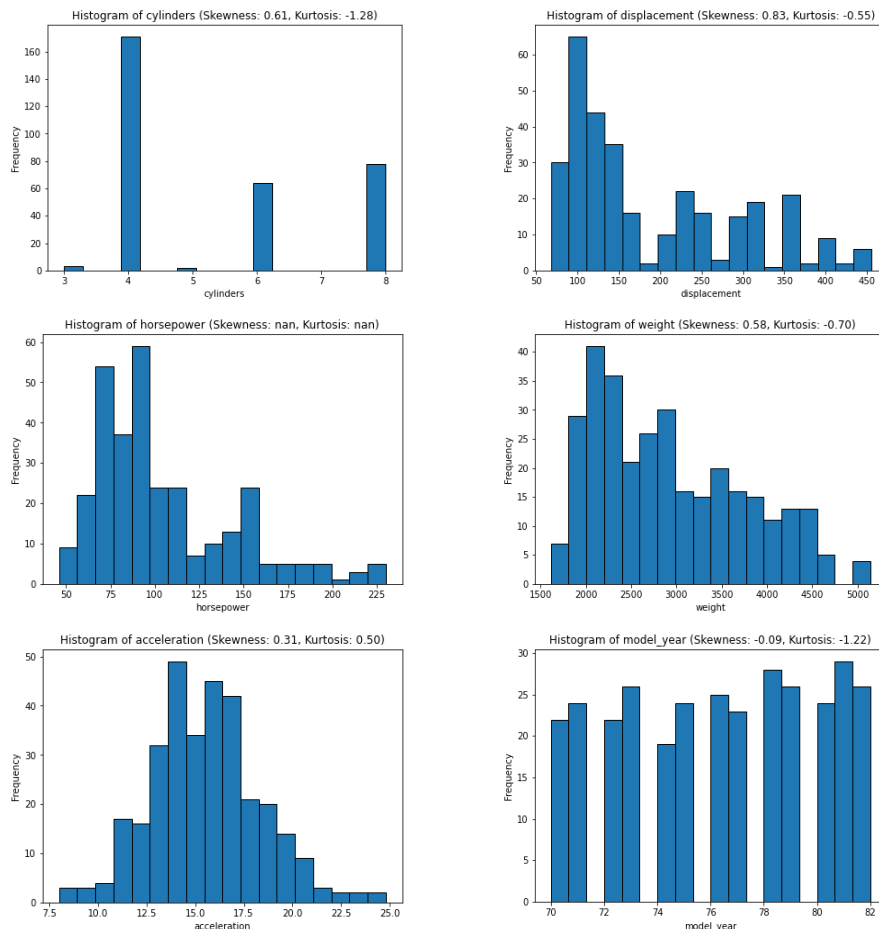 Histogram of cylinders (Skewness: 0.61, Kurtosis: -1.28)
160
140
120
100
80
60
40
20
0
Frequency
3 4 5 6 7 8
cylinders
Histogram of displacement (Skewness: 0.83, Kurtosis: -0.55)
60
50
40
30
20
10
0
Frequency
50 100 150 200 250 300 350 400 450
displacement
Histogram of horsepower (Skewness: nan, Kurtosis: nan)
60
50
40
30
20
10
0
Frequency
50 75 100 125 150 175 200 225
horsepower
Histogram of weight (Skewness: 0.58, Kurtosis: -0.70)
40
35
30
25
20
15
10
5
0
Frequency
1500 2000 2500 3000 3500 4000 4500 5000
weight
Histogram of acceleration (Skewness: 0.31, Kurtosis: 0.50)
50
40
30
20
10
0
Frequency
7.5 10.0 12.5 15.0 17.5 20.0 22.5 25.0
acceleration
Histogram of model_year (Skewness: -0.09, Kurtosis: -1.22)
30
25
20
15
10
5
0
Frequency
70 72 74 76 78 80 82
model_year